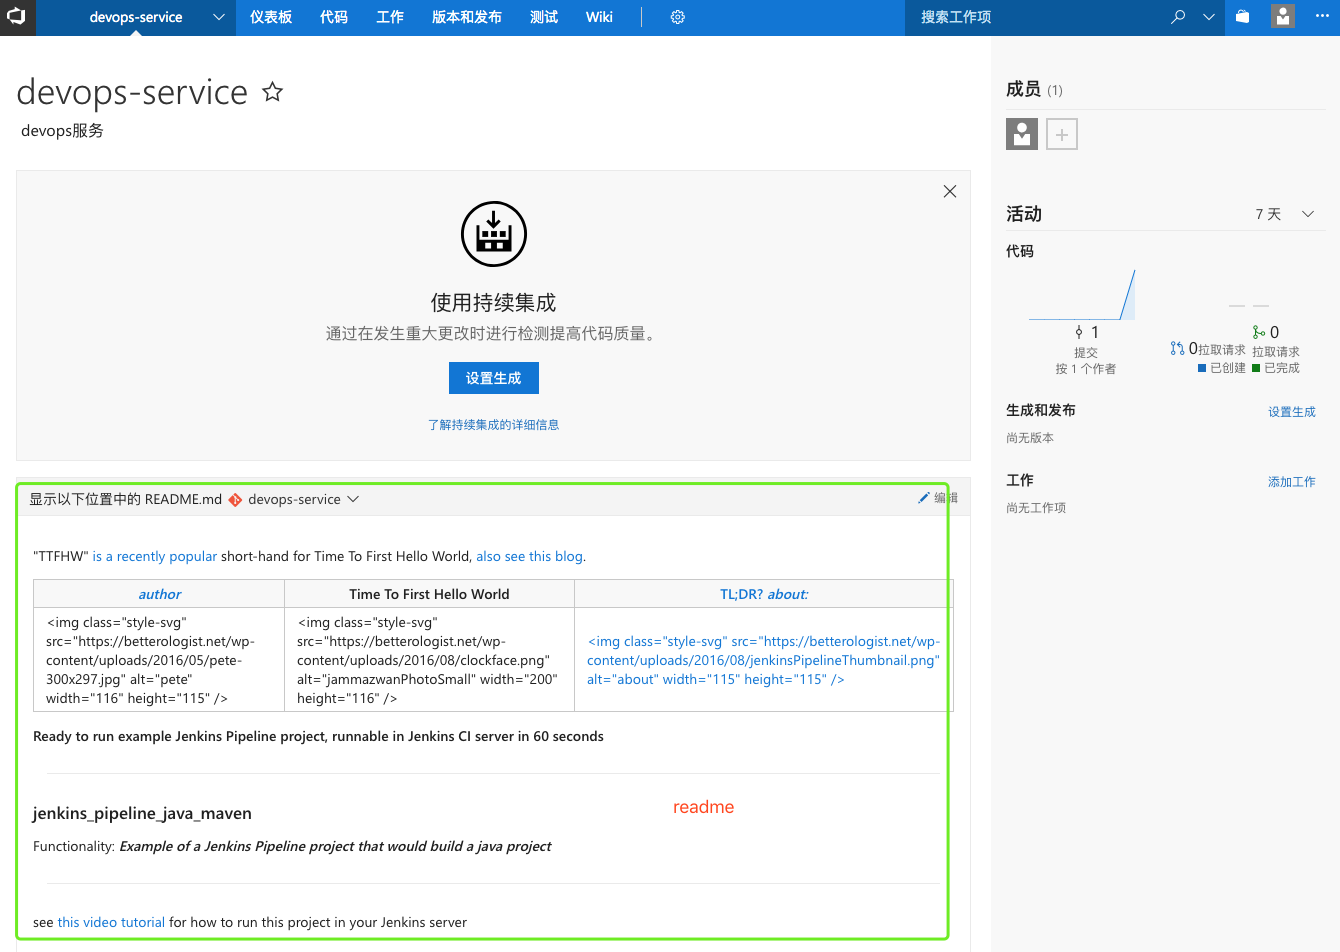 devops-service
仪表板 代码 工作 版本和发布 测试 Wiki
搜索工作项
devops-service
devops服务
使用持续集成
通过在发生重大更改时进行检测提高代码质量。
设置生成
了解持续集成的详细信息
显示以下位置中的 README.md devops-service
编辑
"TTFHW" is a recently popular short-hand for Time To First Hello World, also see this blog.
author
Time To First Hello World
TL;DR? about:
<img class="style-svg"
src="https://betterologist.net/wp-
content/uploads/2016/05/pete-
300x297.jpg" alt="pete"
width="116" height="115" />
<img class="style-svg"
src="https://betterologist.net/wp-
content/uploads/2016/08/clockface.png"
alt="jammazwanPhotoSmall" width="200"
height="116" />
<img class="style-svg" src="https://betterologist.net/wp-
content/uploads/2016/08/jenkinsPipelineThumbnail.png"
alt="about" width="115" height="115" />
Ready to run example Jenkins Pipeline project, runnable in Jenkins CI server in 60 seconds
readme
jenkins_pipeline_java_maven
Functionality: Example of a Jenkins Pipeline project that would build a java project
see this video tutorial for how to run this project in your Jenkins server
成员 (1)
活动
7 天
代码
1
提交
按 1 个作者
0 拉取请求
已创建
0
拉取请求
已完成
生成和发布
设置生成
尚无版本
工作
添加工作
尚无工作项